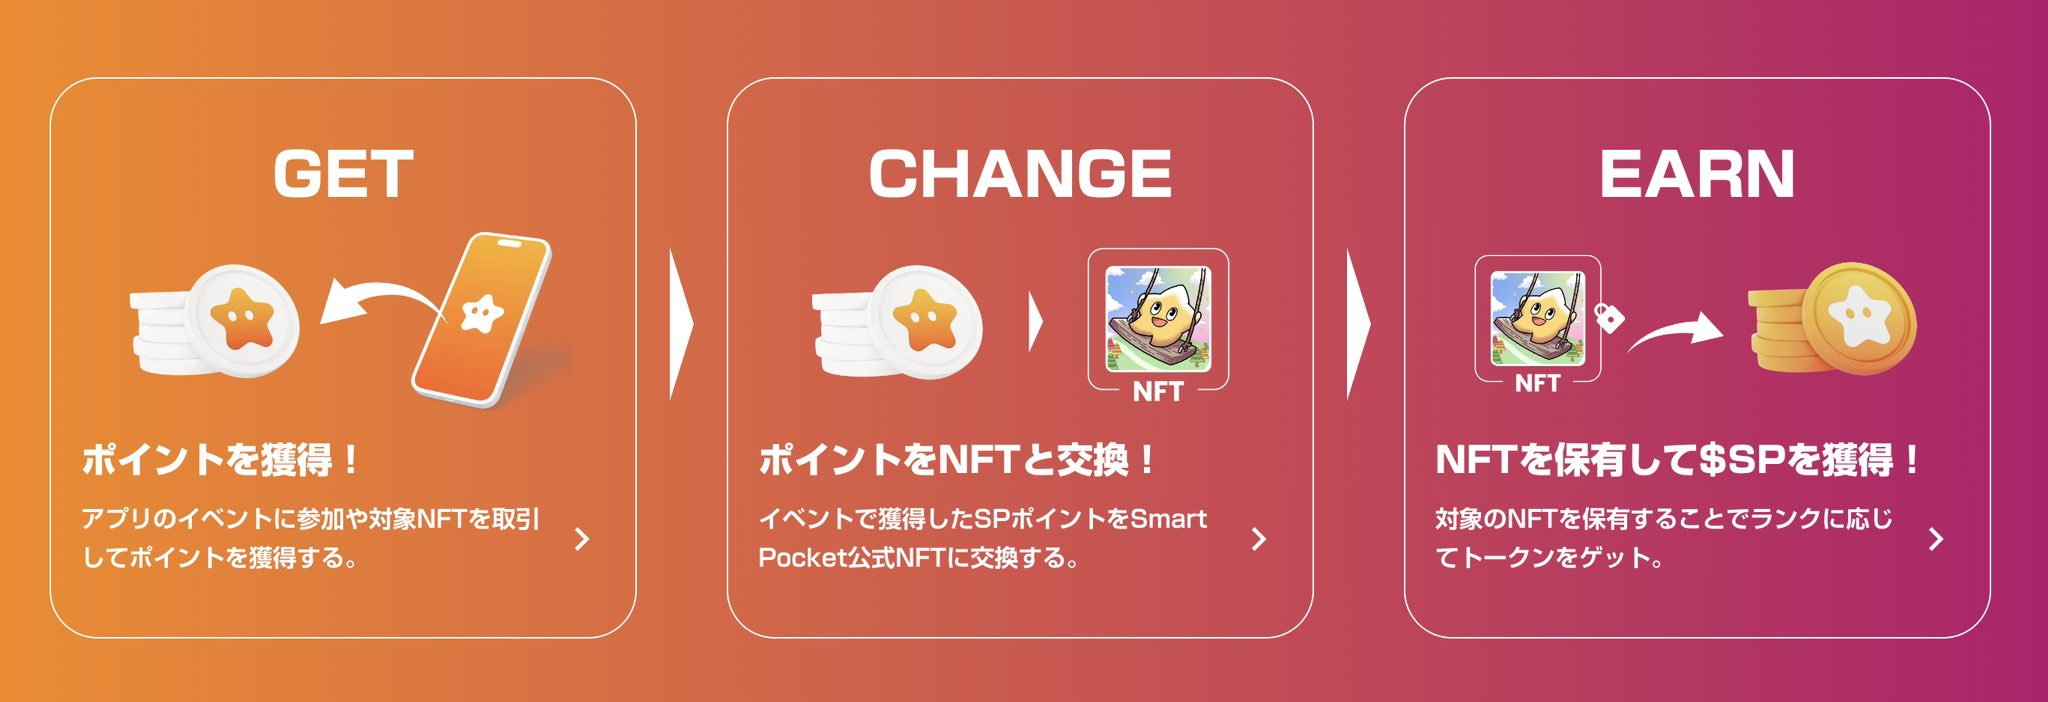 GET
ポイントを獲得！
アプリのイベントに参加や対象NFTを取引
してポイントを獲得する。
CHANGE
NFT
ポイントをNFTと交換！
イベントで獲得したSPポイントをSmart
Pocket公式NFTに交換する。
EARN
NFT
NFTを保有して$SPを獲得！
対象のNFTを保有することでランクに応じ
てトークンをゲット。